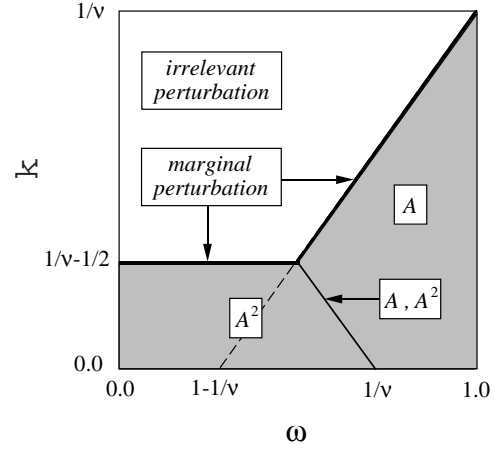 1/ν
irrelevant
perturbation
k
marginal
perturbation
A
1/ν-1/2
A²
A , A²
0.0
0.0
1-1/ν
1/ν
1.0
ω